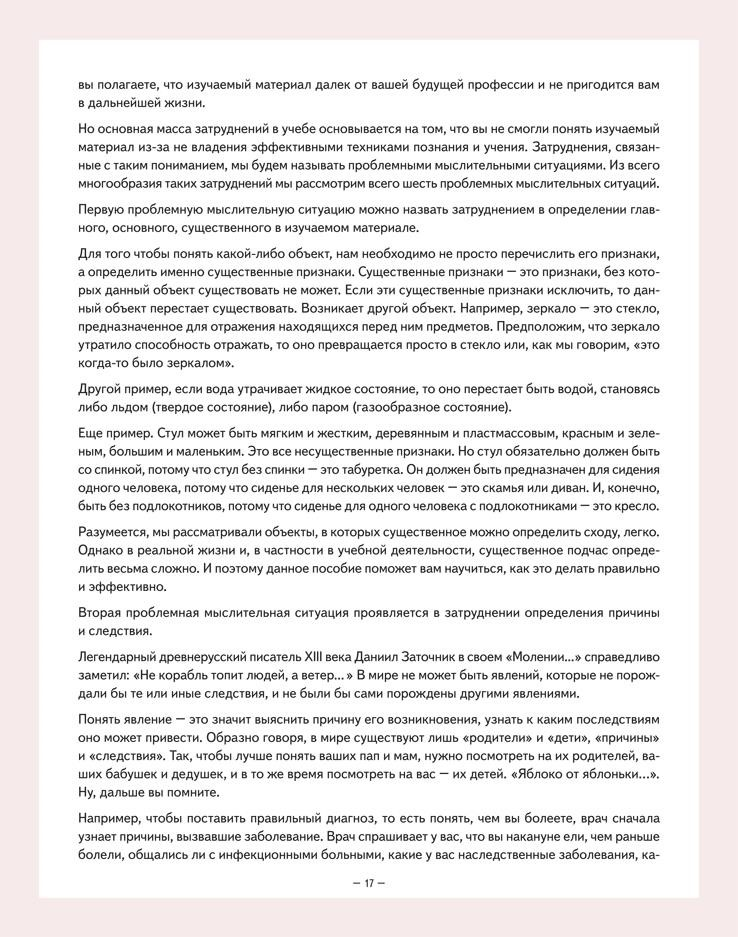 вы полагаете, что изучаемый материал далек от вашей будущей профессии и не пригодится вам
в дальнейшей жизни.
Но основная масса затруднений в учебе основывается на том, что вы не смогли понять изучаемый
материал из-за не владения эффективными техниками познания и учения. Затруднения, связан-
ные с таким пониманием, мы будем называть проблемными мыслительными ситуациями. Из всего
многообразия таких затруднений мы рассмотрим всего шесть проблемных мыслительных ситуаций.
Первую проблемную мыслительную ситуацию можно назвать затруднением в определении глав-
ного, основного, существенного в изучаемом материале.
Для того чтобы понять какой-либо объект, нам необходимо не просто перечислить его признаки,
а определить именно существенные признаки. Существенные признаки — это признаки, без кото-
рых данный объект существовать не может. Если эти существенные признаки исключить, то дан-
ный объект перестает существовать. Возникает другой объект. Например, зеркало — это стекло,
предназначенное для отражения находящихся перед ним предметов. Предположим, что зеркало
утратило способность отражать, то оно превращается просто в стекло или, как мы говорим, «это
когда-то было зеркалом».
Другой пример, если вода утрачивает жидкое состояние, то оно перестает быть водой, становясь
либо льдом (твердое состояние), либо паром (газообразное состояние).
Еще пример. Стул может быть мягким и жестким, деревянным и пластмассовым, красным и зеле-
ным, большим и маленьким. Это все несущественные признаки. Но стул обязательно должен быть
со спинкой, потому что стул без спинки — это табуретка. Он должен быть предназначен для сидения
одного человека, потому что сиденье для нескольких человек — это скамья или диван. И, конечно,
быть без подлокотников, потому что сиденье для одного человека с подлокотниками — это кресло.
Разумеется, мы рассматривали объекты, в которых существенное можно определить сходу, легко.
Однако в реальной жизни и, в частности в учебной деятельности, существенное подчас опреде-
лить весьма сложно. И поэтому данное пособие поможет вам научиться, как это делать правильно
и эффективно.
Вторая проблемная мыслительная ситуация проявляется в затруднении определения причины
и следствия.
Легендарный древнерусский писатель XIII века Даниил Заточник в своем «Молении...» справедливо
заметил: «Не корабль топит людей, а ветер... » В мире не может быть явлений, которые не порож-
дали бы те или иные следствия, и не были бы сами порождены другими явлениями.
Понять явление — это значит выяснить причину его возникновения, узнать к каким последствиям
оно может привести. Образно говоря, в мире существуют лишь «родители» и «дети», «причины»
и «следствия». Так, чтобы лучше понять ваших пап и мам, нужно посмотреть на их родителей, ва-
ших бабушек и дедушек, и в то же время посмотреть на вас — их детей. «Яблоко от яблоньки...».
Ну, дальше вы помните.
Например, чтобы поставить правильный диагноз, то есть понять, чем вы болеете, врач сначала
узнает причины, вызвавшие заболевание. Врач спрашивает у вас, что вы накануне ели, чем раньше
болели, общались ли с инфекционными больными, какие у вас наследственные заболевания, ка-
— 17 —